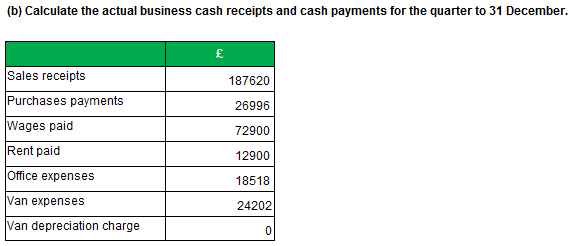 (b) Calculate the actual business cash receipts and cash payments for the quarter to 31 December.
£
Sales receipts 187620
Purchases payments 26996
Wages paid 72900
Rent paid 12900
Office expenses 18518
Van expenses 24202
Van depreciation charge 0